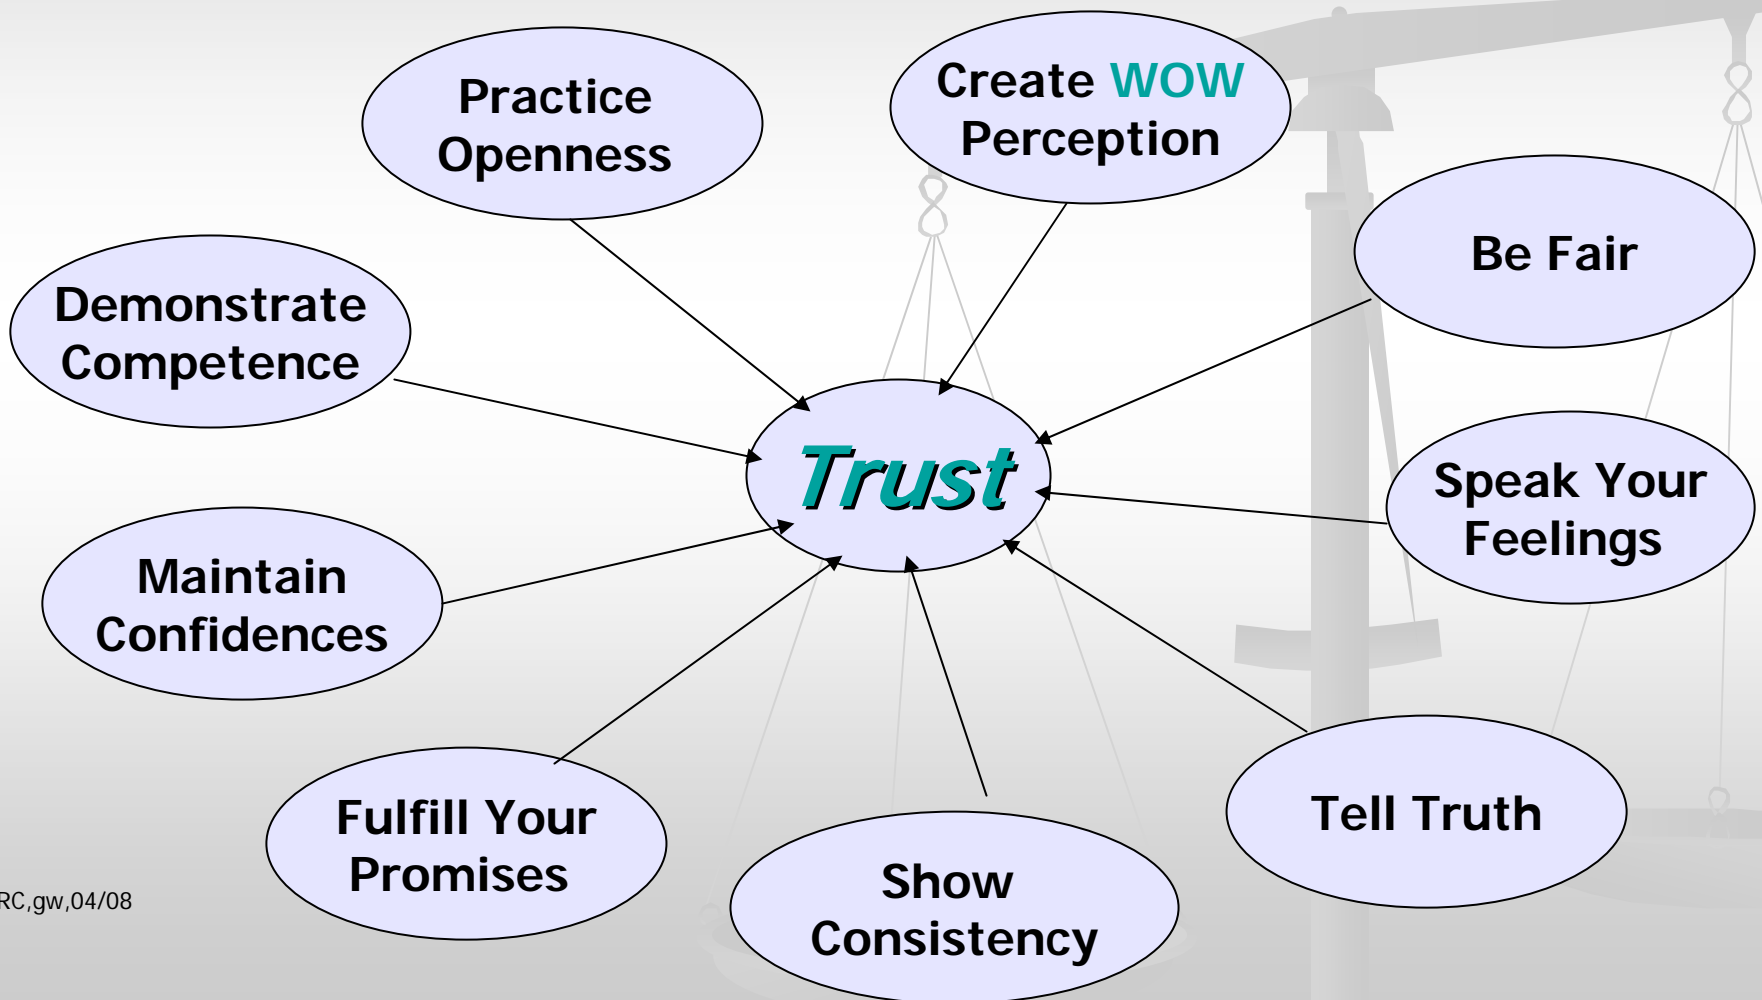 Practice
Openness
Create WOW
Perception
Be Fair
Demonstrate
Competence
Trust
Speak Your
Feelings
Maintain
Confidences
Tell Truth
Fulfill Your
Promises
Show
Consistency
RC,gw,04/08